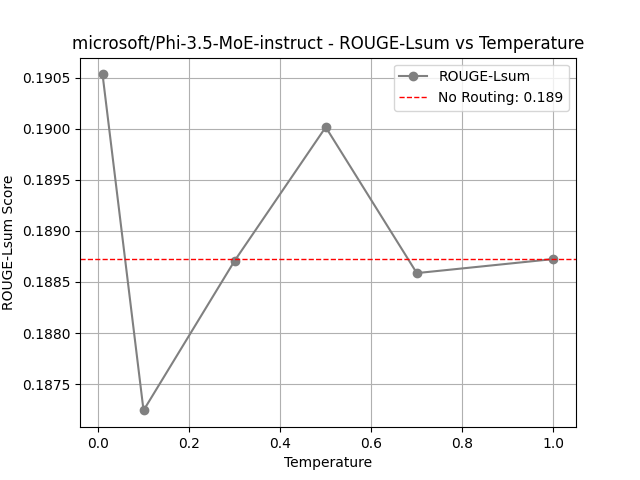 microsoft/Phi-3.5-MoE-instruct - ROUGE-Lsum vs Temperature
ROUGE-Lsum
No Routing: 0.189
ROUGE-Lsum Score
0.1905
0.1900
0.1895
0.1890
0.1885
0.1880
0.1875
0.0 0.2 0.4 0.6 0.8 1.0
Temperature